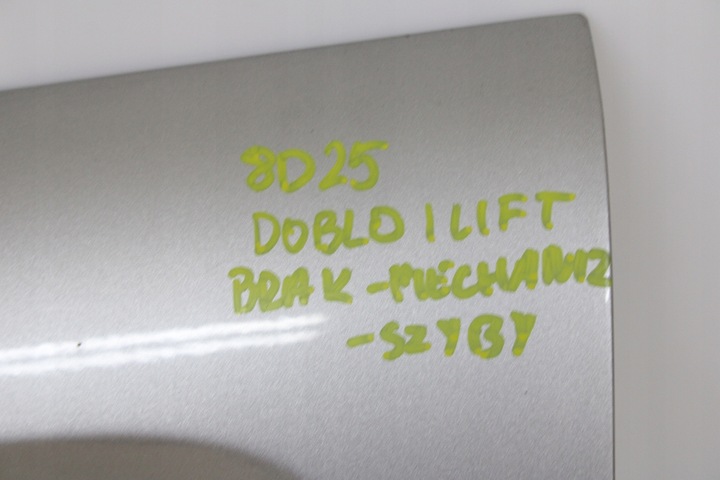 8D25
DOBLO I LIFT
BRAK - MECHANIZ
- SZYBY